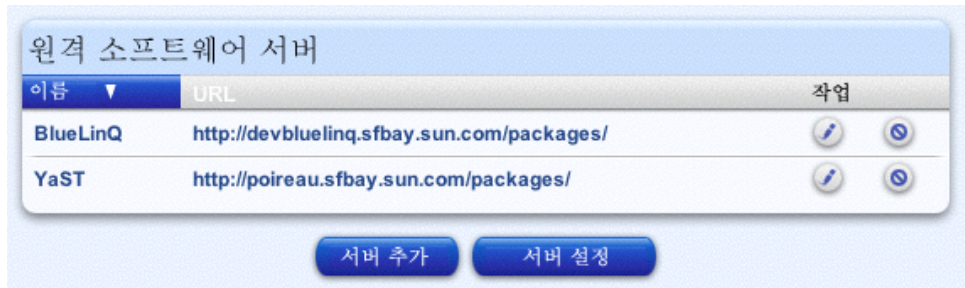 원격 소프트웨어 서버
이름 ▼ URL 작업
BlueLinQ http://devbluelinq.sfbay.sun.com/packages/
YaST http://poireau.sfbay.sun.com/packages/
서버 추가 서버 설정